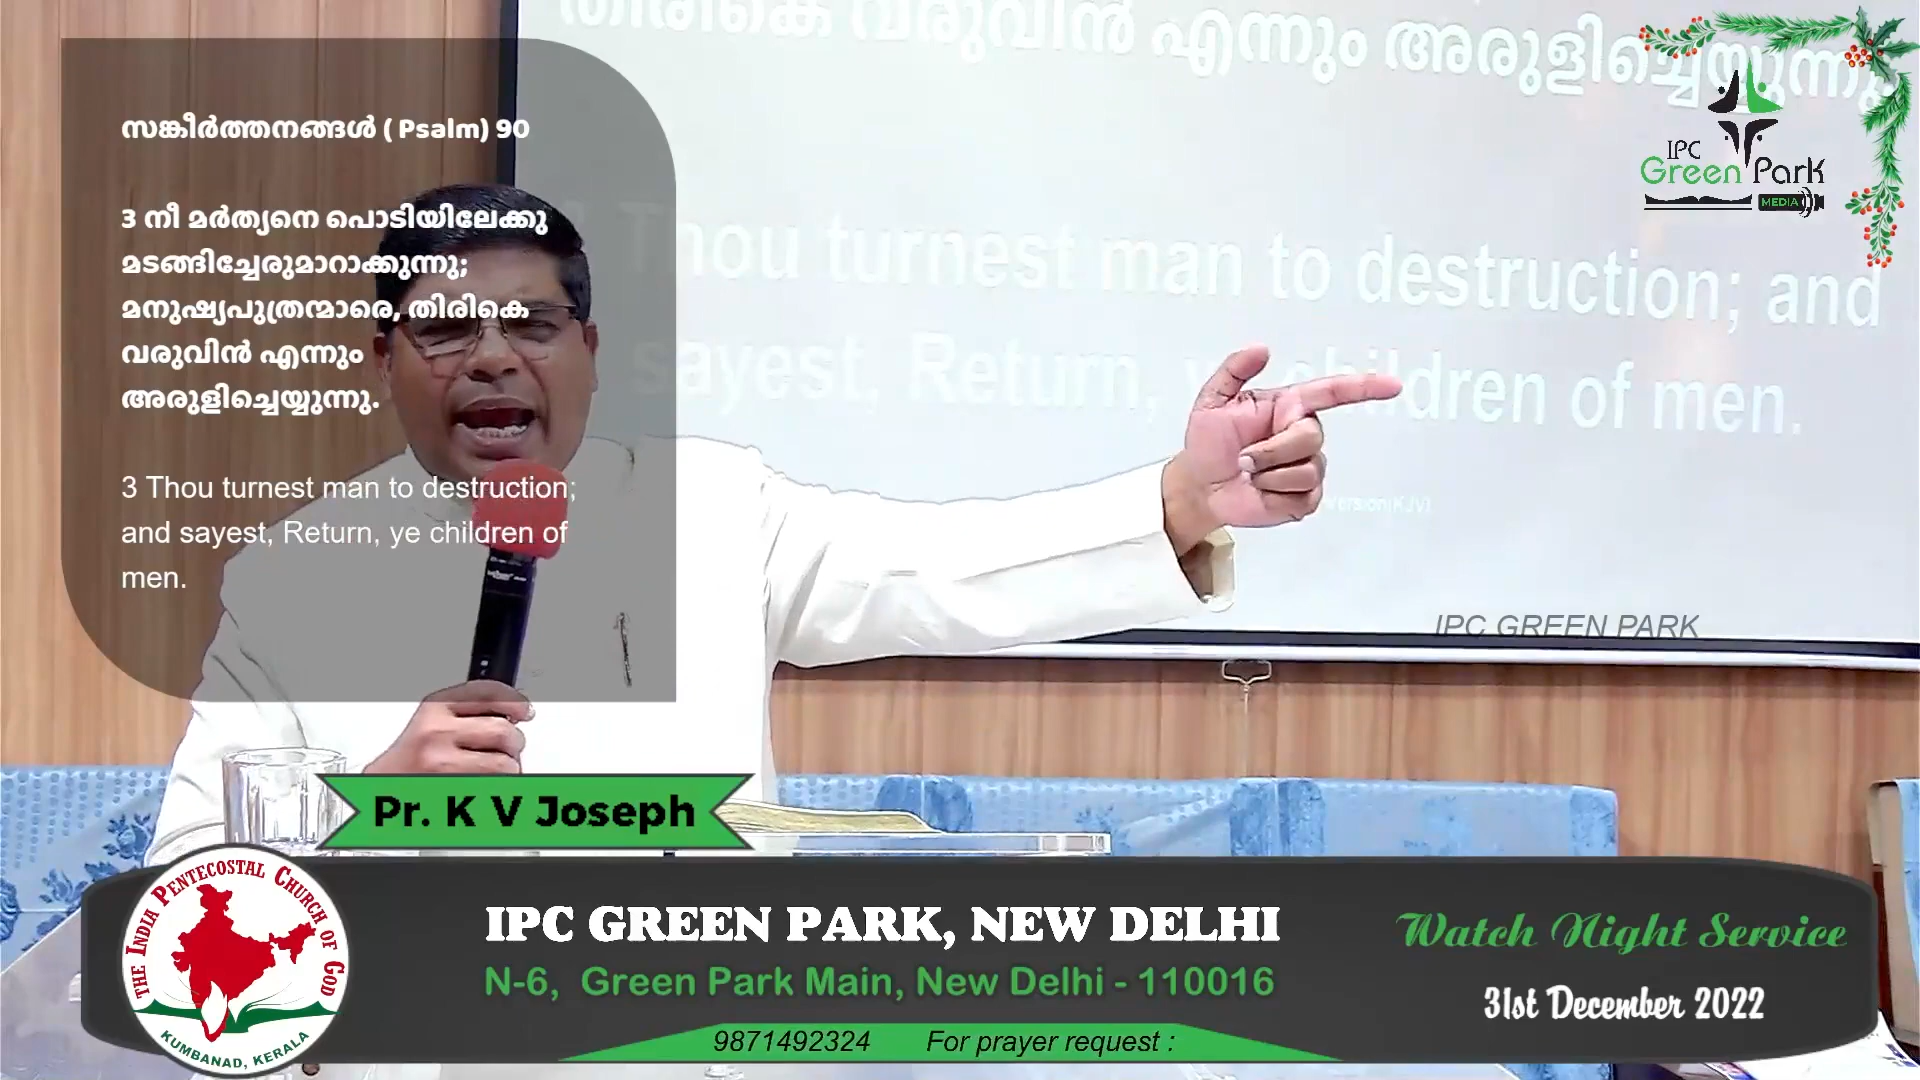 തിരികെ വരുവിൻ എന്നും അരുളിച്ചെയ്യുന്നു.
Thou turnest man to destruction; and
sayest, Return, ye children of men.
IPC GREEN PARK
സങ്കീർത്തനങ്ങൾ ( Psalm) 90
3 നീ മർത്യനെ പൊടിയിലേക്കു
മടങ്ങിച്ചേരുമാറാക്കുന്നു;
മനുഷ്യപുത്രന്മാരെ, തിരികെ
വരുവിൻ എന്നും
അരുളിച്ചെയ്യുന്നു.
3 Thou turnest man to destruction;
and sayest, Return, ye children of
men.
IPC
Green Park
MEDIA
Pr. K V Joseph
THE INDIA PENTECOSTAL CHURCH OF GOD
KUMBANAD, KERALA
IPC GREEN PARK, NEW DELHI
N-6, Green Park Main, New Delhi - 110016
9871492324 For prayer request :
Watch Night Service
31st December 2022